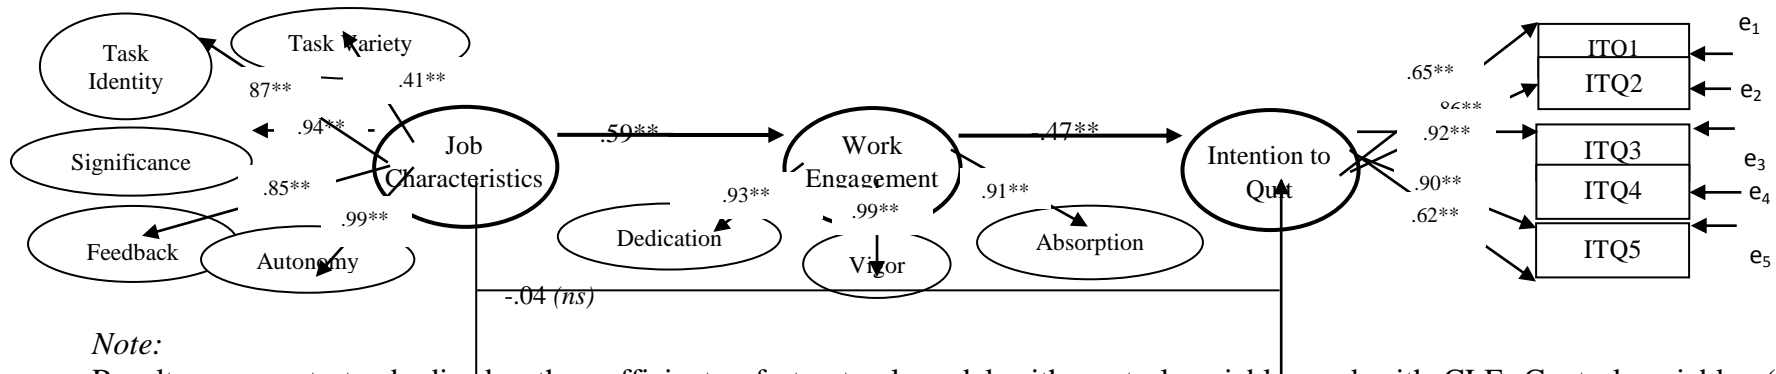 Task
Identity
Task Variety
.41**
87**
.94**
Significance
.85**
.99**
Feedback
Autonomy
Job
Characteristics
.59**
Work
Engagement
-.47**
.93**
.99**
.91**
Dedication
Vigor
Absorption
Intention to
Quit
.65**
.86**
.92**
.90**
.62**
ITQ1
ITQ2
ITQ3
ITQ4
ITQ5
e1
e2
e3
e4
e5
-.04 (ns)
Note: